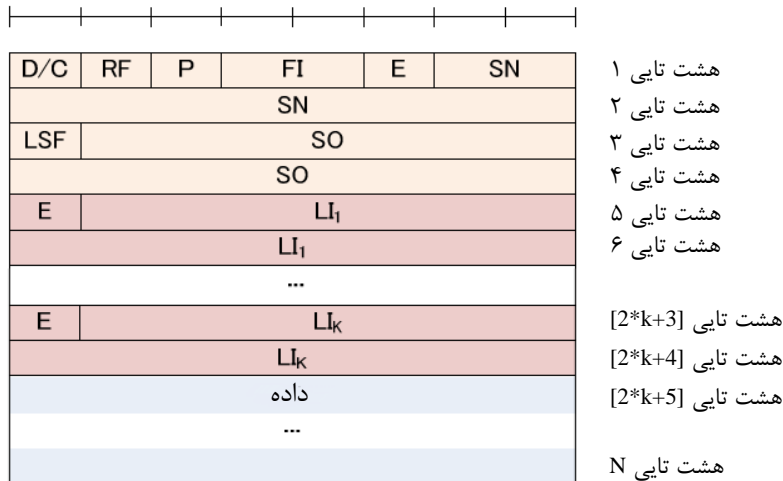 D/C RF P FI E SN هشت تایی ۱
SN هشت تایی ۲
LSF SO هشت تایی ۳
SO هشت تایی ۴
E LI₁ هشت تایی ۵
LI₁ هشت تایی ۶
...
E LIₖ هشت تایی [2*k+3]
LIₖ هشت تایی [2*k+4]
داده هشت تایی [2*k+5]
...
هشت تایی N